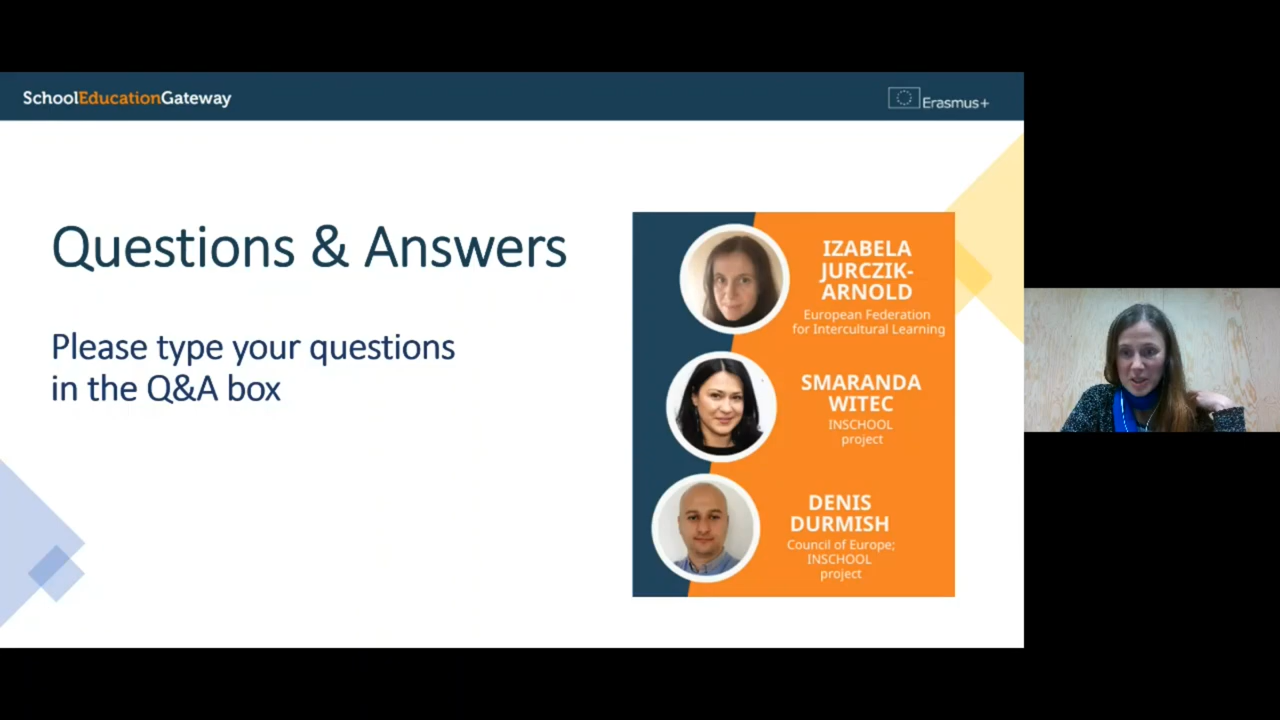 SchoolEducationGateway
Erasmus+
Questions & Answers
Please type your questions
in the Q&A box
IZABELA
JURCZIK-
ARNOLD
European Federation
for Intercultural Learning
SMARANDA
WITEC
INSCHOOL
project
DENIS
DURMISH
Council of Europe;
INSCHOOL
project